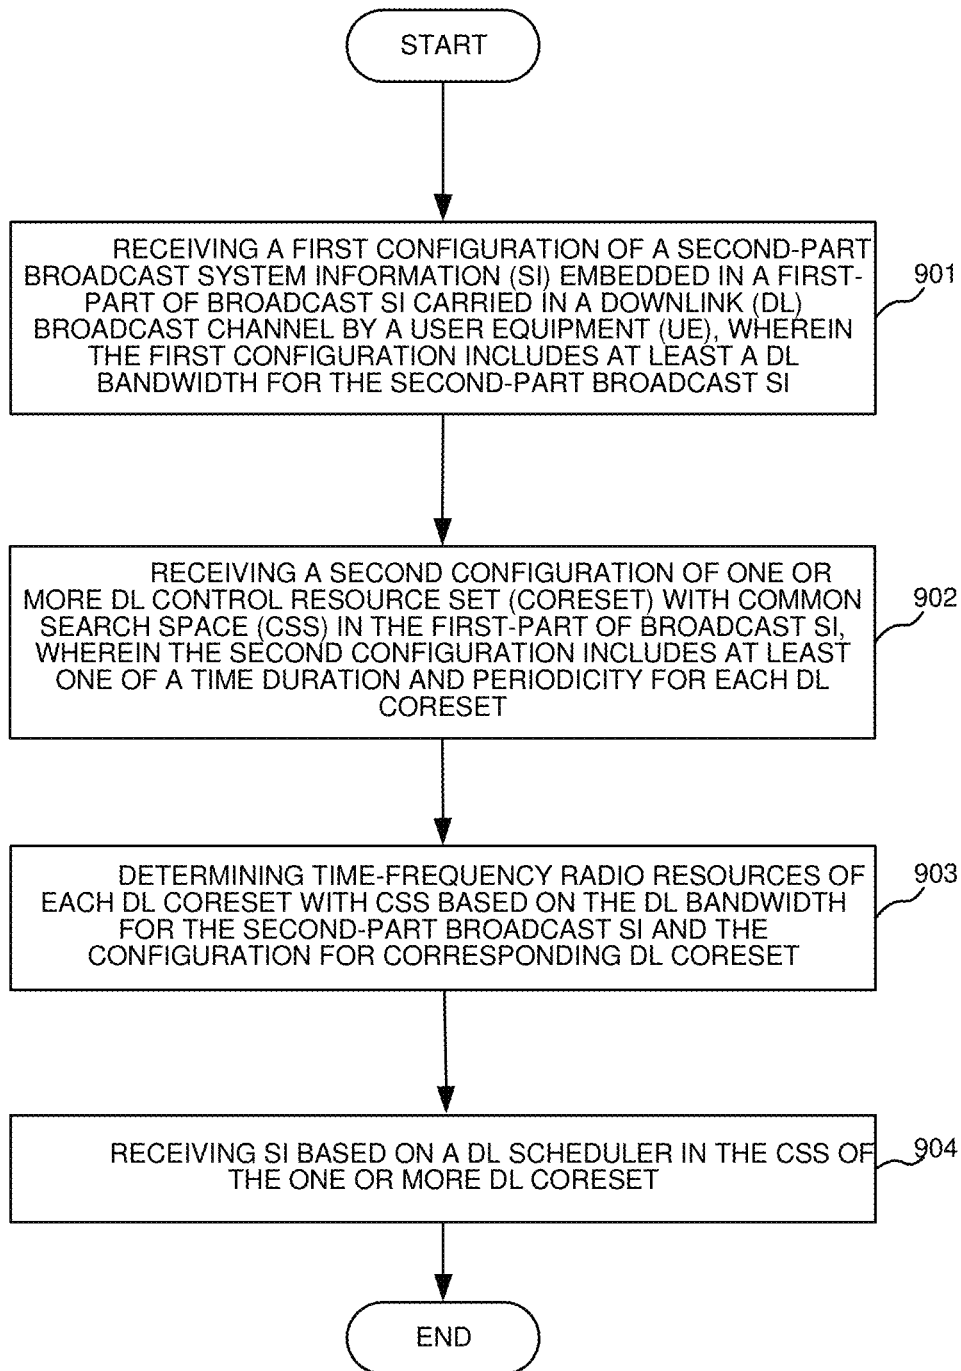 START
RECEIVING A FIRST CONFIGURATION OF A SECOND-PART
BROADCAST SYSTEM INFORMATION (SI) EMBEDDED IN A FIRST-
PART OF BROADCAST SI CARRIED IN A DOWNLINK (DL)
BROADCAST CHANNEL BY A USER EQUIPMENT (UE), WHEREIN
THE FIRST CONFIGURATION INCLUDES AT LEAST A DL
BANDWIDTH FOR THE SECOND-PART BROADCAST SI
901
RECEIVING A SECOND CONFIGURATION OF ONE OR
MORE DL CONTROL RESOURCE SET (CORESET) WITH COMMON
SEARCH SPACE (CSS) IN THE FIRST-PART OF BROADCAST SI,
WHEREIN THE SECOND CONFIGURATION INCLUDES AT LEAST
ONE OF A TIME DURATION AND PERIODICITY FOR EACH DL
CORESET
902
DETERMINING TIME-FREQUENCY RADIO RESOURCES OF
EACH DL CORESET WITH CSS BASED ON THE DL BANDWIDTH
FOR THE SECOND-PART BROADCAST SI AND THE
CONFIGURATION FOR CORRESPONDING DL CORESET
903
RECEIVING SI BASED ON A DL SCHEDULER IN THE CSS OF
THE ONE OR MORE DL CORESET
904
END